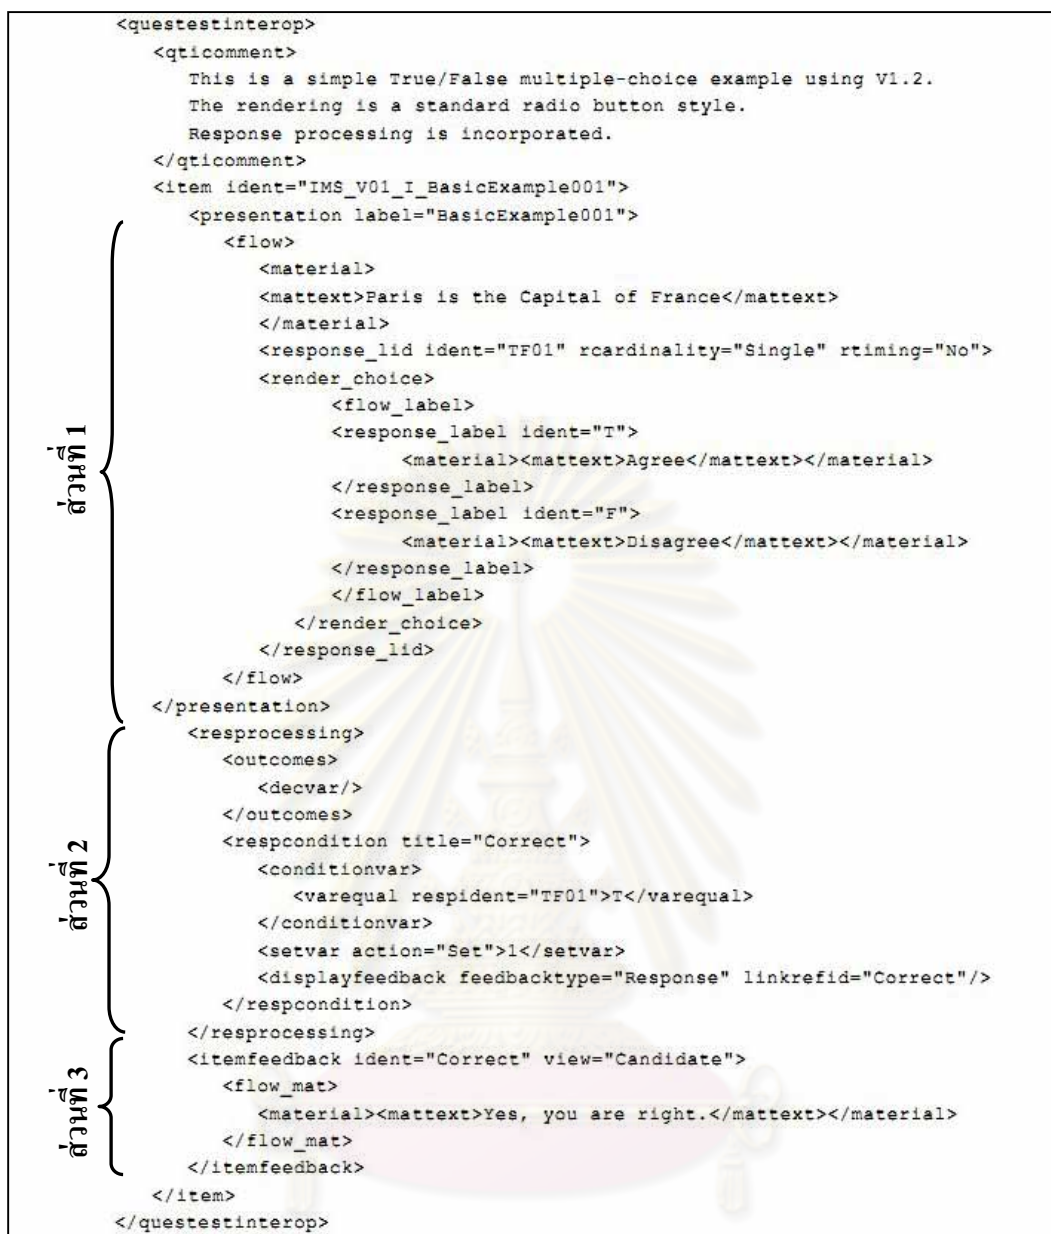 <questestinterop>
<qticomment>
This is a simple True/False multiple-choice example using V1.2.
The rendering is a standard radio button style.
Response processing is incorporated.
</qticomment>
<item ident="IMS_V01_I_BasicExample001">
<presentation label="BasicExample001">
<flow>
<material>
<mattext>Paris is the Capital of France</mattext>
</material>
<response_lid ident="TF01" rcardinality="Single" rtiming="No">
<render_choice>
<flow_label>
<response_label ident="T">
<material><mattext>Agree</mattext></material>
</response_label>
<response_label ident="F">
<material><mattext>Disagree</mattext></material>
</response_label>
</flow_label>
</render_choice>
</response_lid>
</flow>
</presentation>
ส่วนที่ 1
<resprocessing>
<outcomes>
<decvar/>
</outcomes>
<respcondition title="Correct">
<conditionvar>
<varequal respident="TF01">T</varequal>
</conditionvar>
<setvar action="Set">1</setvar>
<displayfeedback feedbacktype="Response" linkrefid="Correct"/>
</respcondition>
</resprocessing>
ส่วนที่ 2
<itemfeedback ident="Correct" view="Candidate">
<flow_mat>
<material><mattext>Yes, you are right.</mattext></material>
</flow_mat>
</itemfeedback>
ส่วนที่ 3
</item>
</questestinterop>